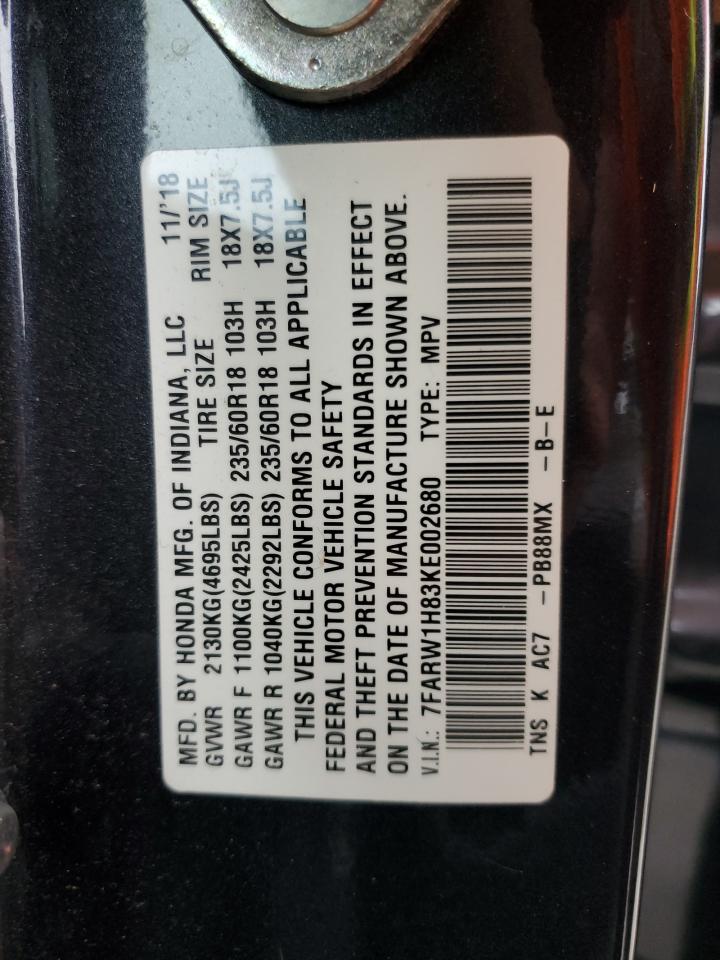 MFD. BY HONDA MFG. OF INDIANA, LLC 11/'18
GVWR 2130KG(4695LBS) TIRE SIZE RIM SIZE
GAWR F 1100KG(2425LBS) 235/60R18 103H 18X7.5J
GAWR R 1040KG(2292LBS) 235/60R18 103H 18X7.5J
THIS VEHICLE CONFORMS TO ALL APPLICABLE
FEDERAL MOTOR VEHICLE SAFETY
AND THEFT PREVENTION STANDARDS IN EFFECT
ON THE DATE OF MANUFACTURE SHOWN ABOVE.
V.I.N.: 7FARW1H83KE002680 TYPE: MPV
TNS K AC7 -PB88MX -B-E